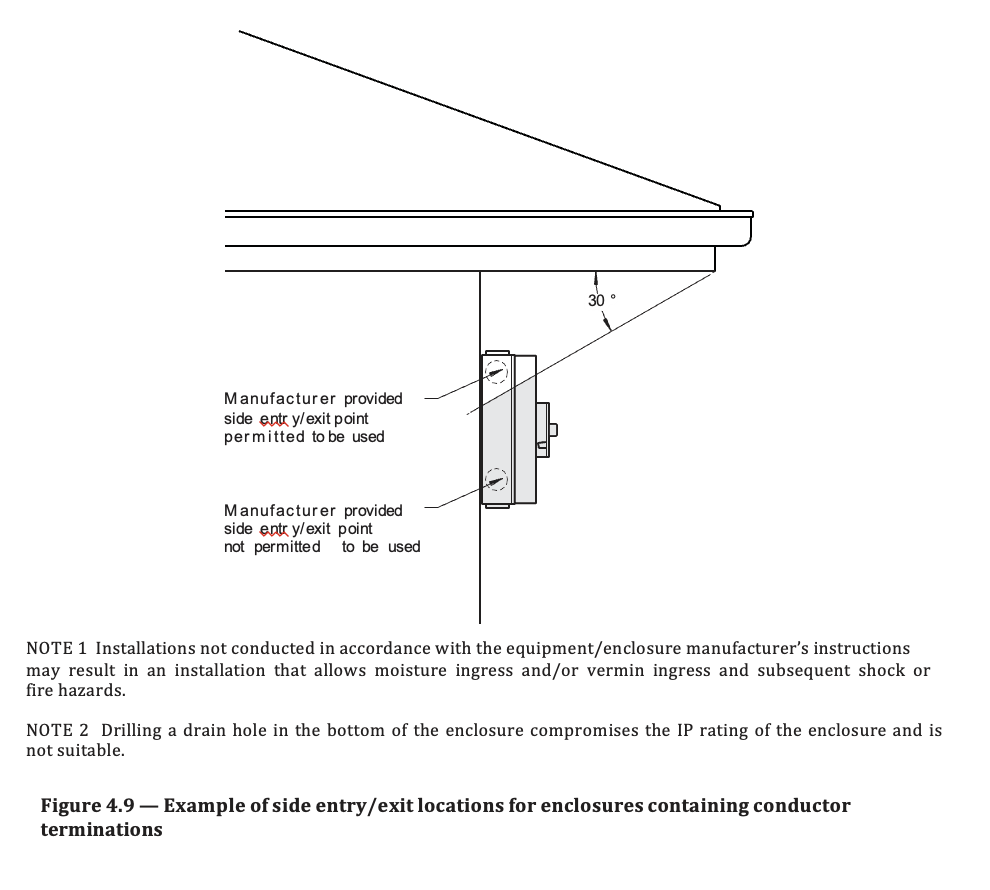 30 °
Manufacturer provided
side entr y/exit point
permitted to be used
Manufacturer provided
side entr y/exit point
not permitted to be used
NOTE 1 Installations not conducted in accordance with the equipment/enclosure manufacturer’s instructions
may result in an installation that allows moisture ingress and/or vermin ingress and subsequent shock or
fire hazards.
NOTE 2 Drilling a drain hole in the bottom of the enclosure compromises the IP rating of the enclosure and is
not suitable.
Figure 4.9 — Example of side entry/exit locations for enclosures containing conductor
terminations